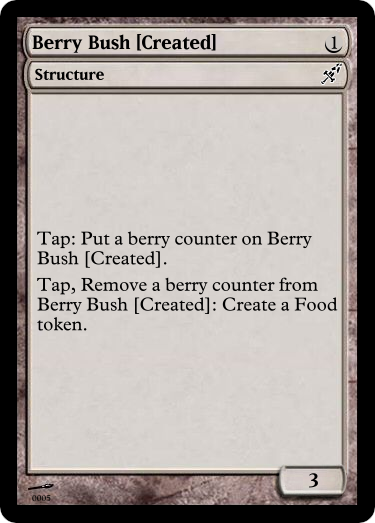 Berry Bush [Created] 1
Structure
Tap: Put a berry counter on Berry
Bush [Created].
Tap, Remove a berry counter from
Berry Bush [Created]: Create a Food
token.
3
0005